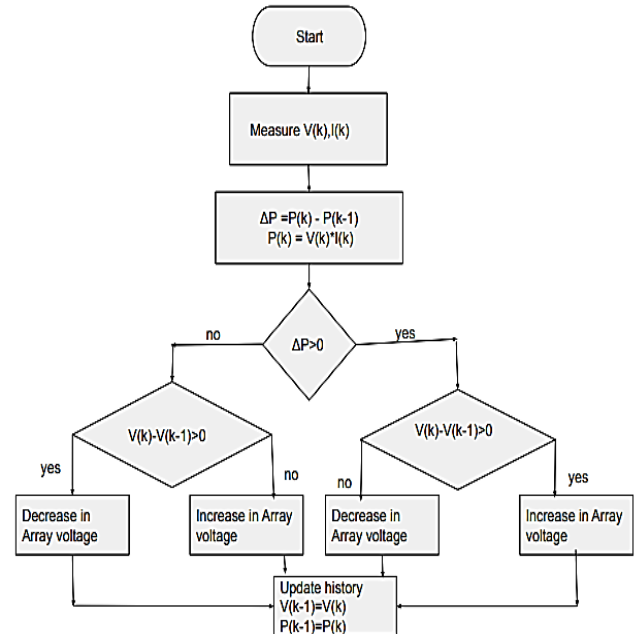 Start
Measure V(k),I(k)
ΔP =P(k) - P(k-1)
P(k) = V(k)*I(k)
no
ΔP>0
yes
V(k)-V(k-1)>0
V(k)-V(k-1)>0
yes
no
no
yes
Decrease in
Array voltage
Increase in Array
voltage
Decrease in
Array voltage
Increase in Array
voltage
Update history
V(k-1)=V(k)
P(k-1)=P(k)